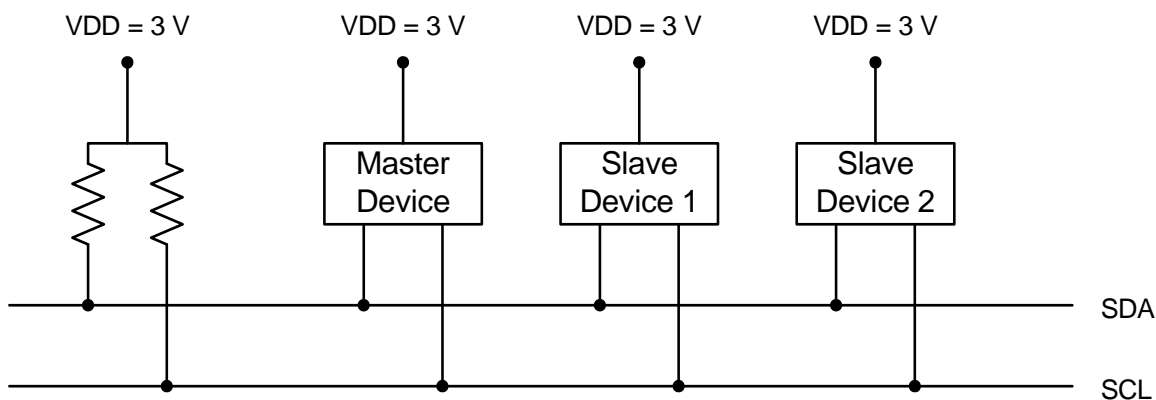 VDD = 3 V
VDD = 3 V
VDD = 3 V
VDD = 3 V
Master
Device
Slave
Device 1
Slave
Device 2
SDA
SCL